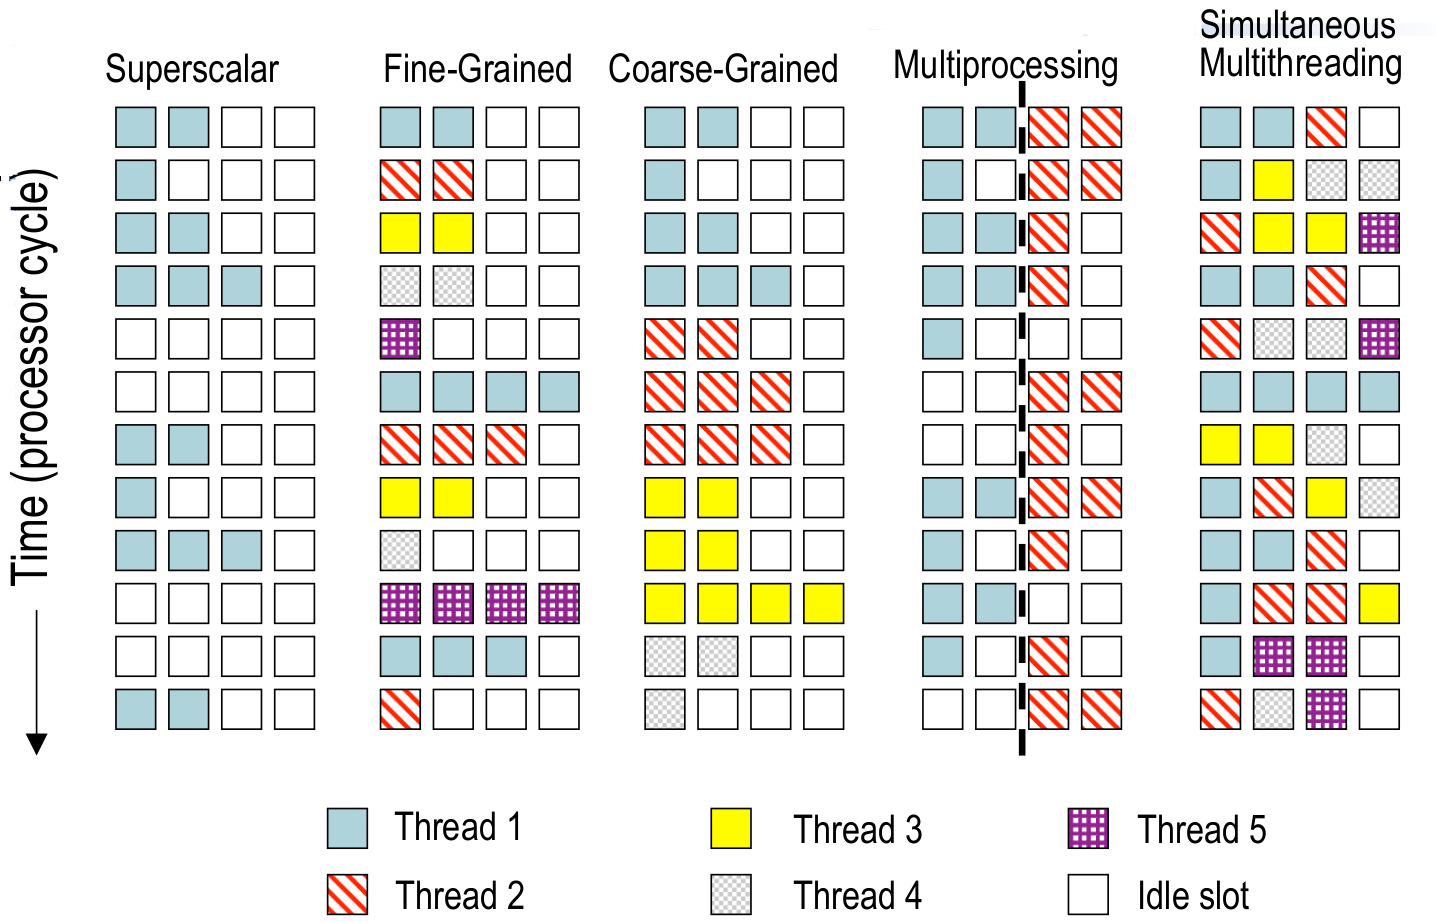 Superscalar
Fine-Grained
Coarse-Grained
Multiprocessing
Simultaneous
Multithreading
Time (processor cycle)
Thread 1
Thread 3
Thread 5
Thread 2
Thread 4
Idle slot